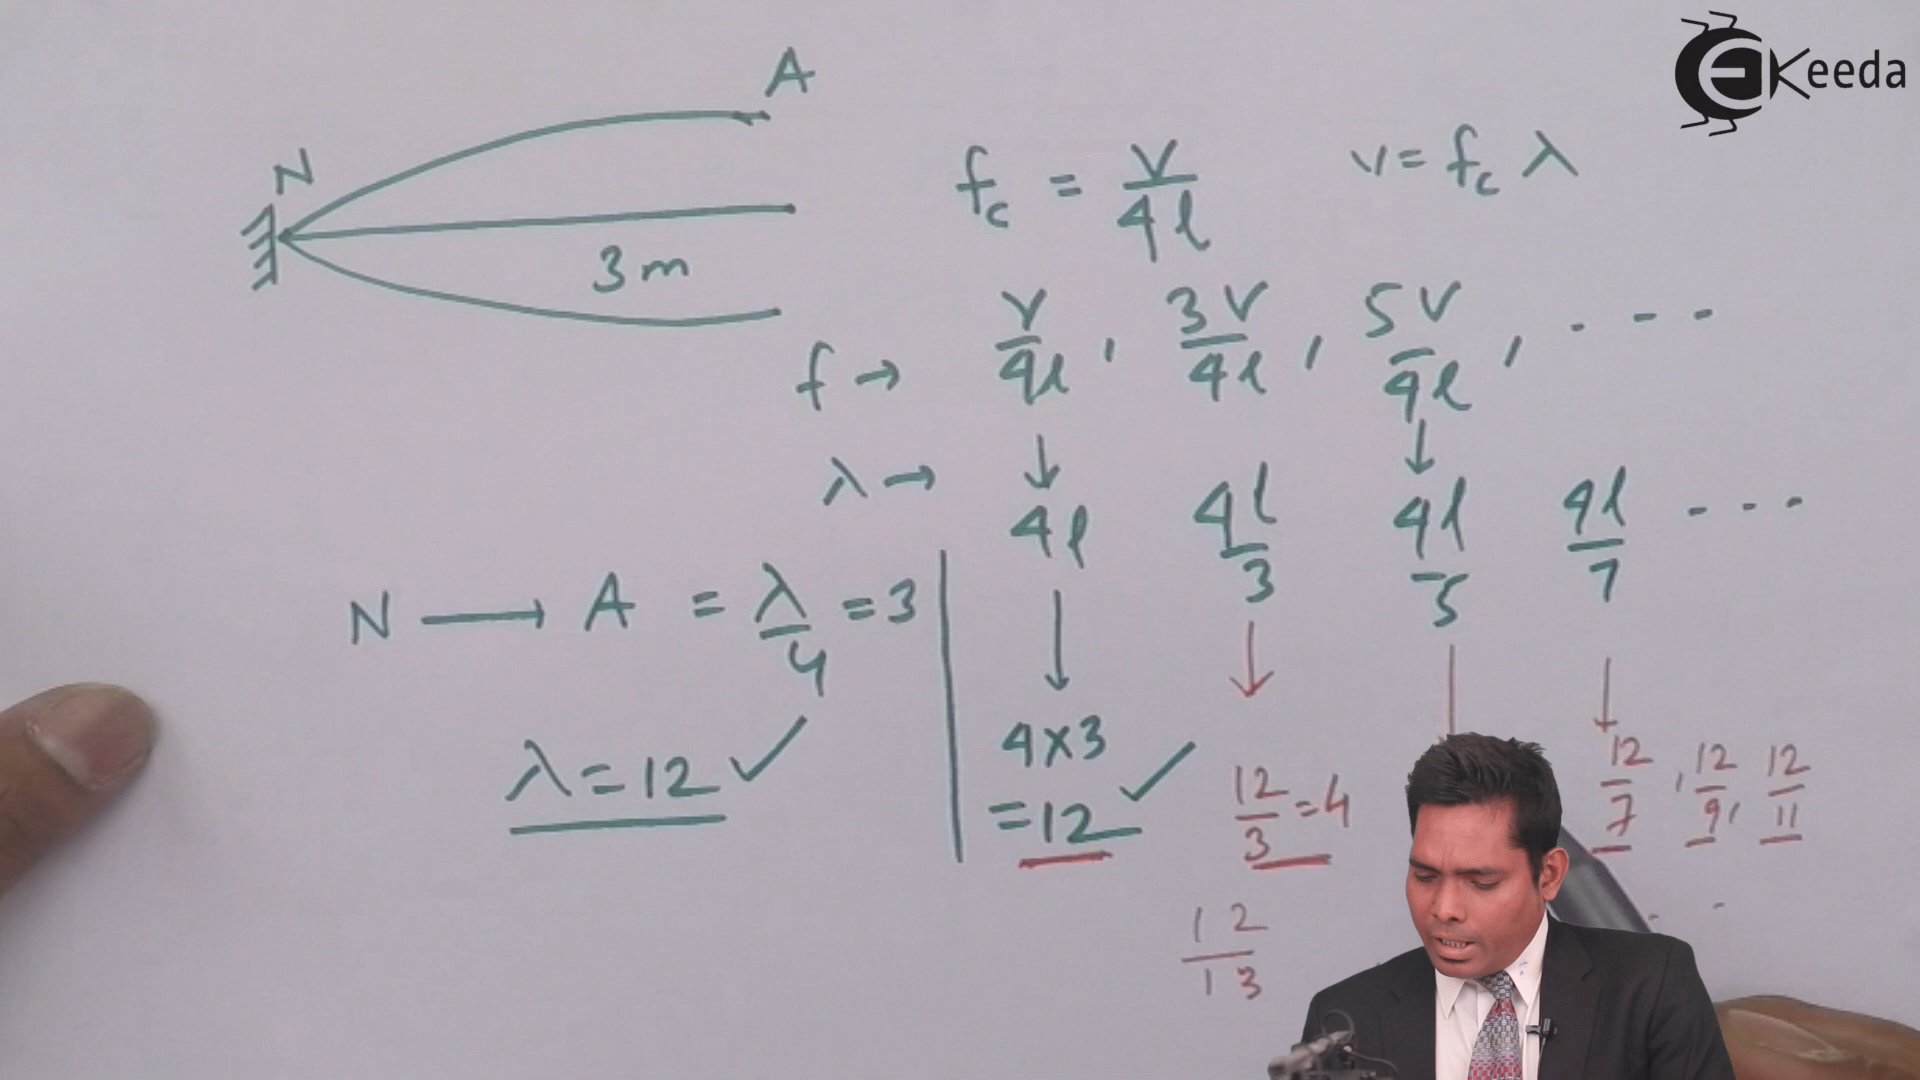 EKeeda
A
N
3 m
f_c = V/4l
v = f_c λ
f → V/4l , 3V/4l , 5V/4l , . - - -
λ → 4l 4l/3 4l/5 4l/7 - - - -
N → A = λ/4 = 3
λ = 12 ✓
4×3
= 12 ✓
12/3 = 4
12/7 , 12/9, 12/11
12/13